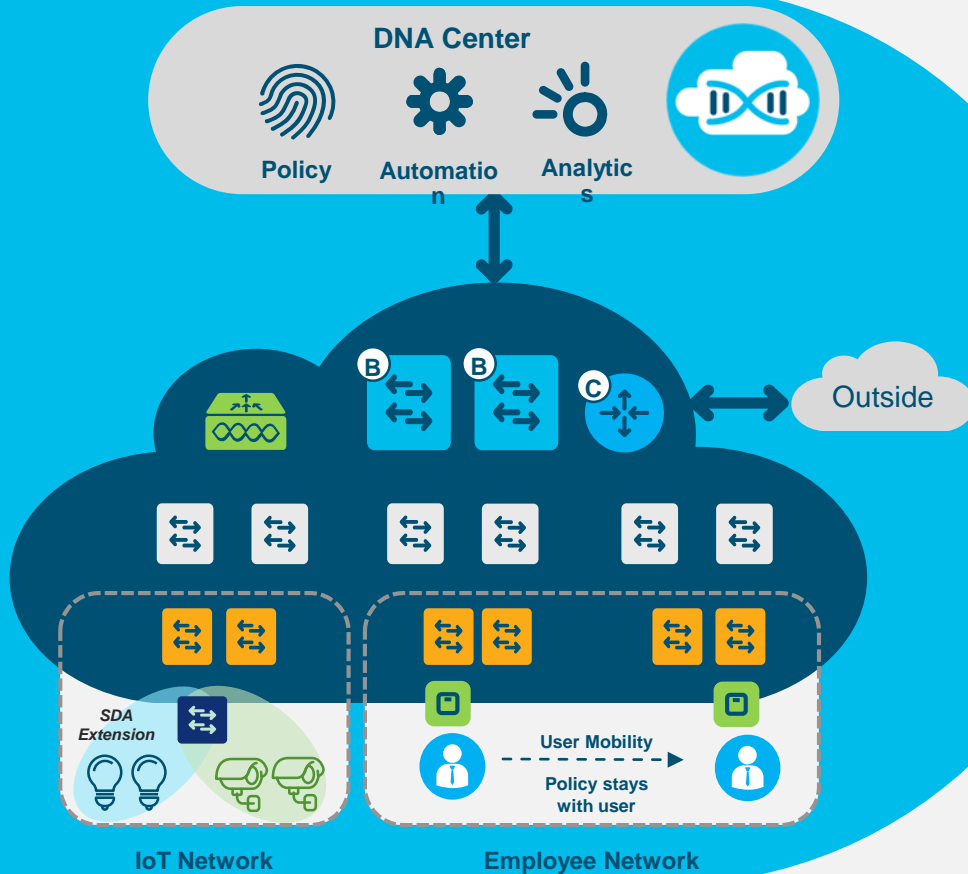 DNA Center
Policy
Automatio
n
Analytic
s
B
B
C
Outside
SDA
Extension
User Mobility
Policy stays
with user
IoT Network
Employee Network